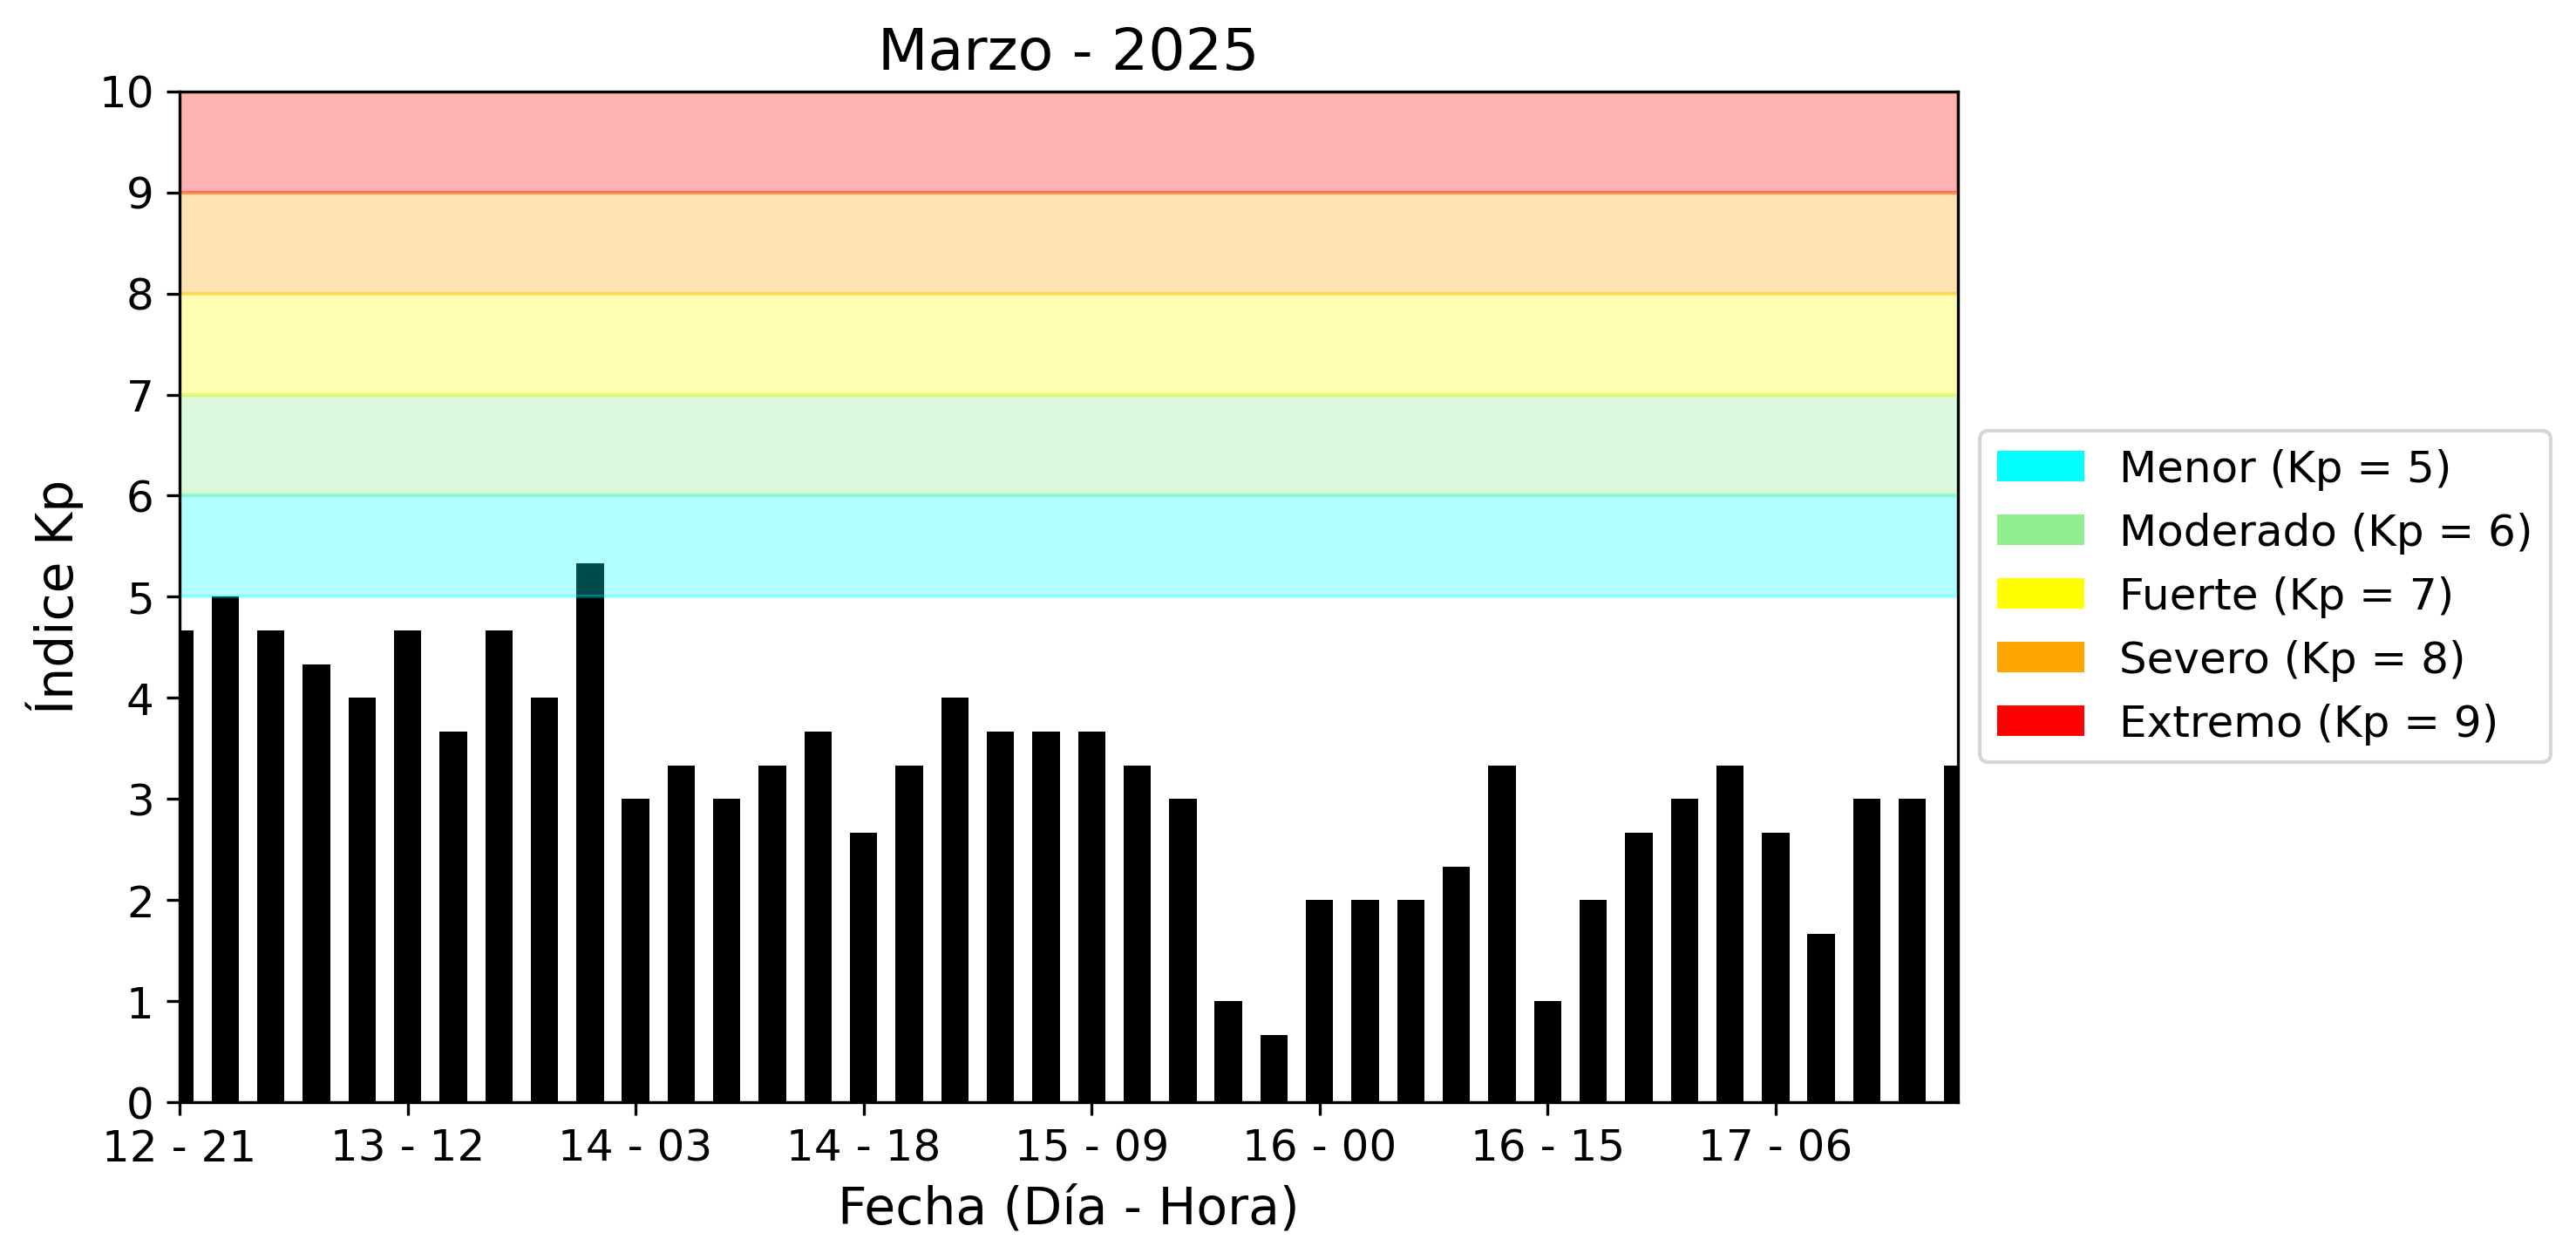 Marzo - 2025
10
9
8
7
6
5
4
3
2
1
0
Índice Kp
12 - 21
13 - 12
14 - 03
14 - 18
15 - 09
16 - 00
16 - 15
17 - 06
Fecha (Día - Hora)
Menor (Kp = 5)
Moderado (Kp = 6)
Fuerte (Kp = 7)
Severo (Kp = 8)
Extremo (Kp = 9)